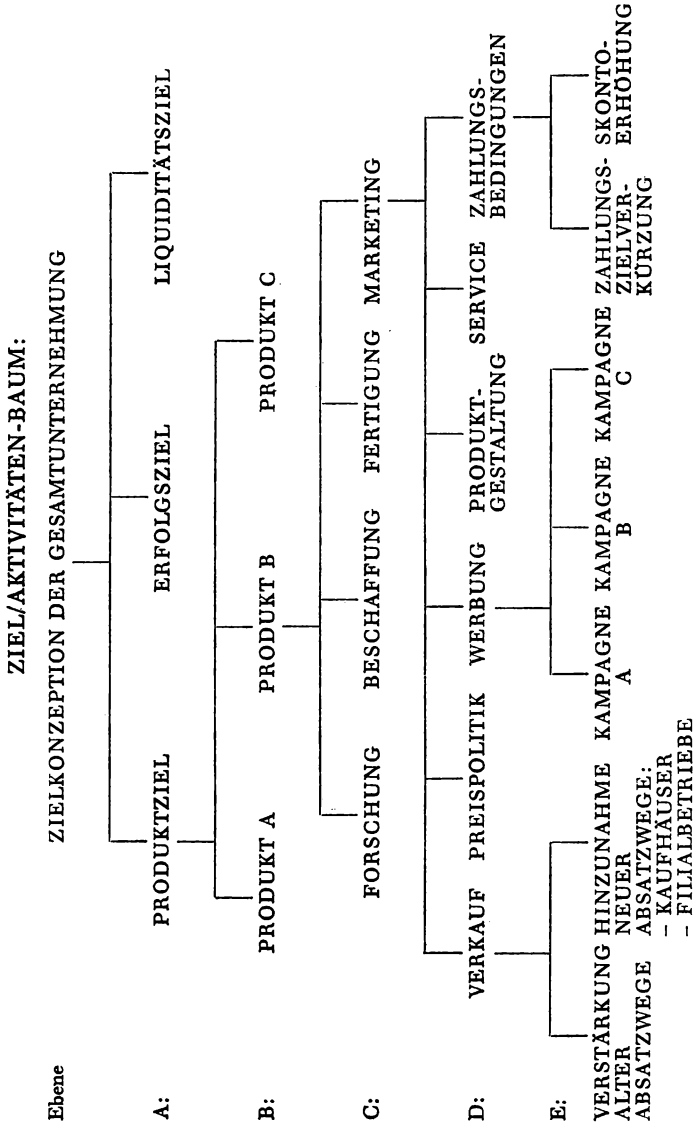 ZIEL/AKTIVITÄTEN-BAUM:
Ebene
ZIELKONZEPTION DER GESAMTUNTERNEHMUNG
A: PRODUKTZIEL ERFOLGSZIEL LIQUIDITÄTSZIEL
B: PRODUKT A PRODUKT B PRODUKT C
C: FORSCHUNG BESCHAFFUNG FERTIGUNG MARKETING
D: VERKAUF PREISPOLITIK WERBUNG PRODUKT- SERVICE ZAHLUNGS-
GESTALTUNG BEDINGUNGEN
E:
VERSTÄRKUNG HINZUNAHME KAMPAGNE KAMPAGNE KAMPAGNE ZAHLUNGS- SKONTO-
ALTER NEUER A B C ZIELVER- ERHÖHUNG
ABSATZWEGE ABSATZWEGE: KÜRZUNG
– KAUFHÄUSER
– FILIALBETRIEBE